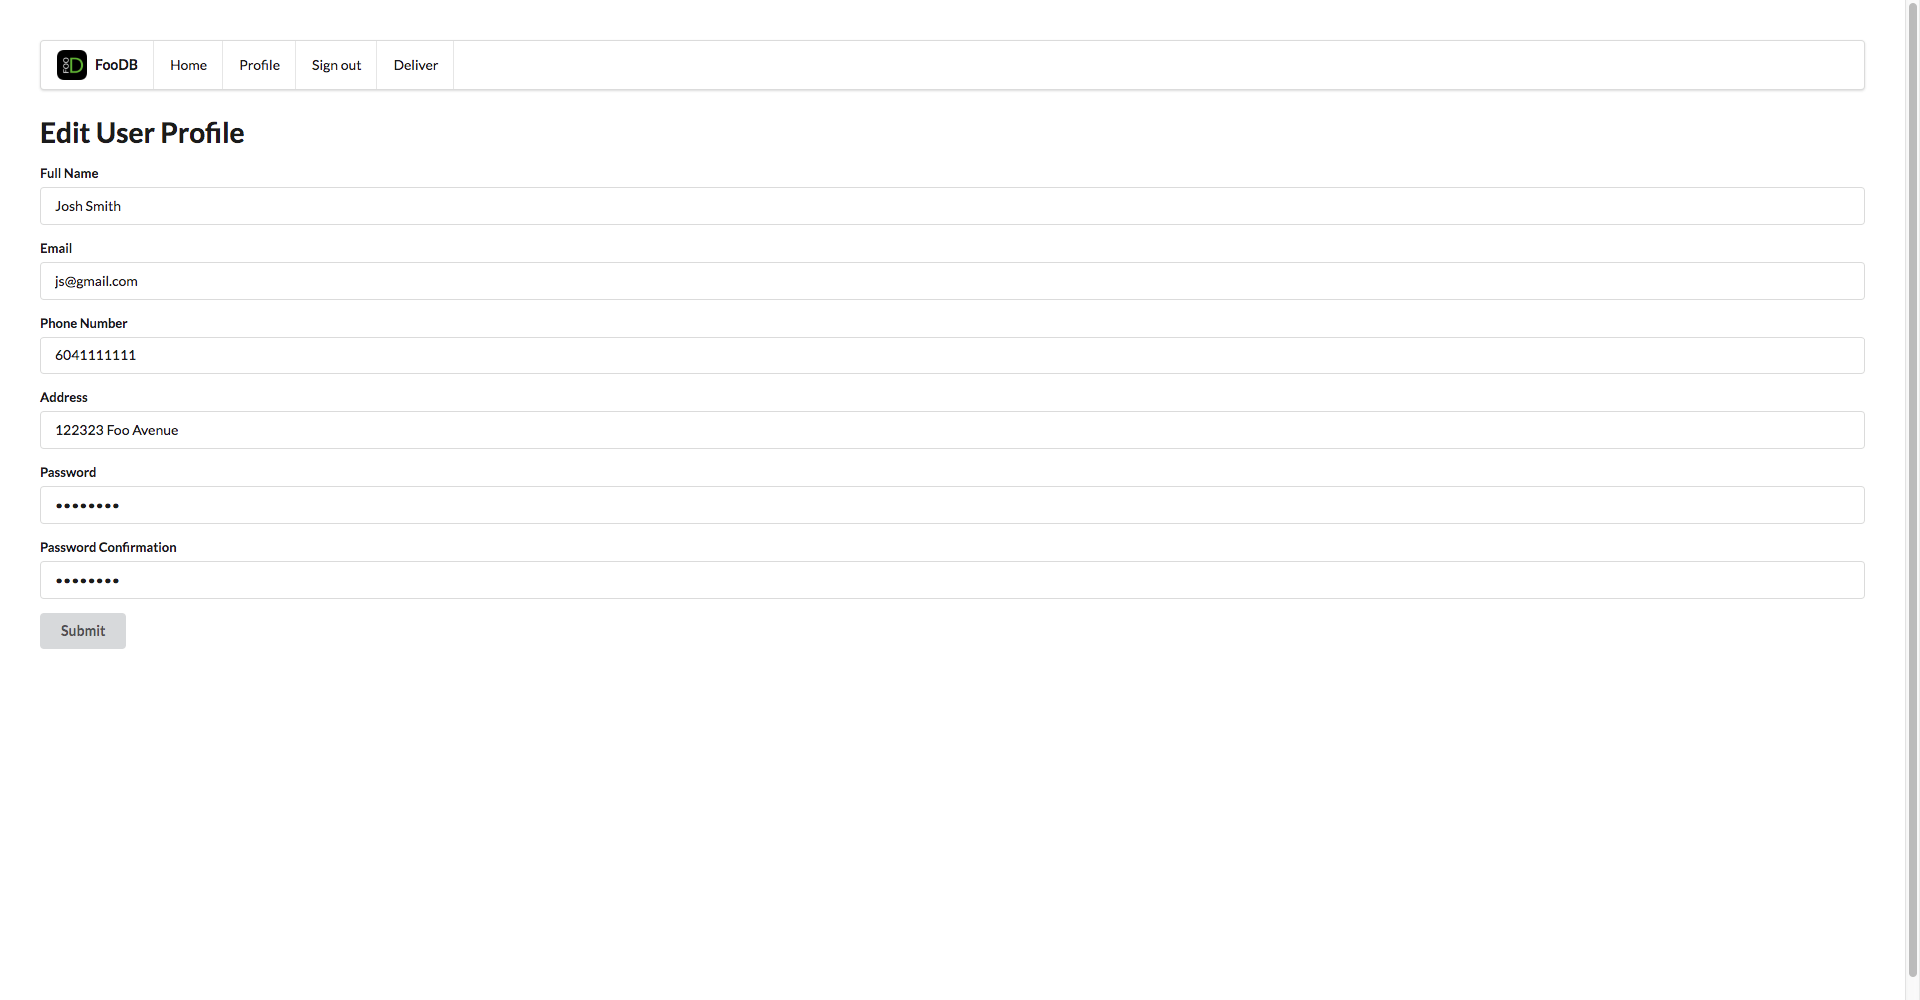 FOO D FooDB Home Profile Sign out Deliver
Edit User Profile
Full Name
Josh Smith
Email
js@gmail.com
Phone Number
6041111111
Address
122323 Foo Avenue
Password
••••••••
Password Confirmation
••••••••
Submit